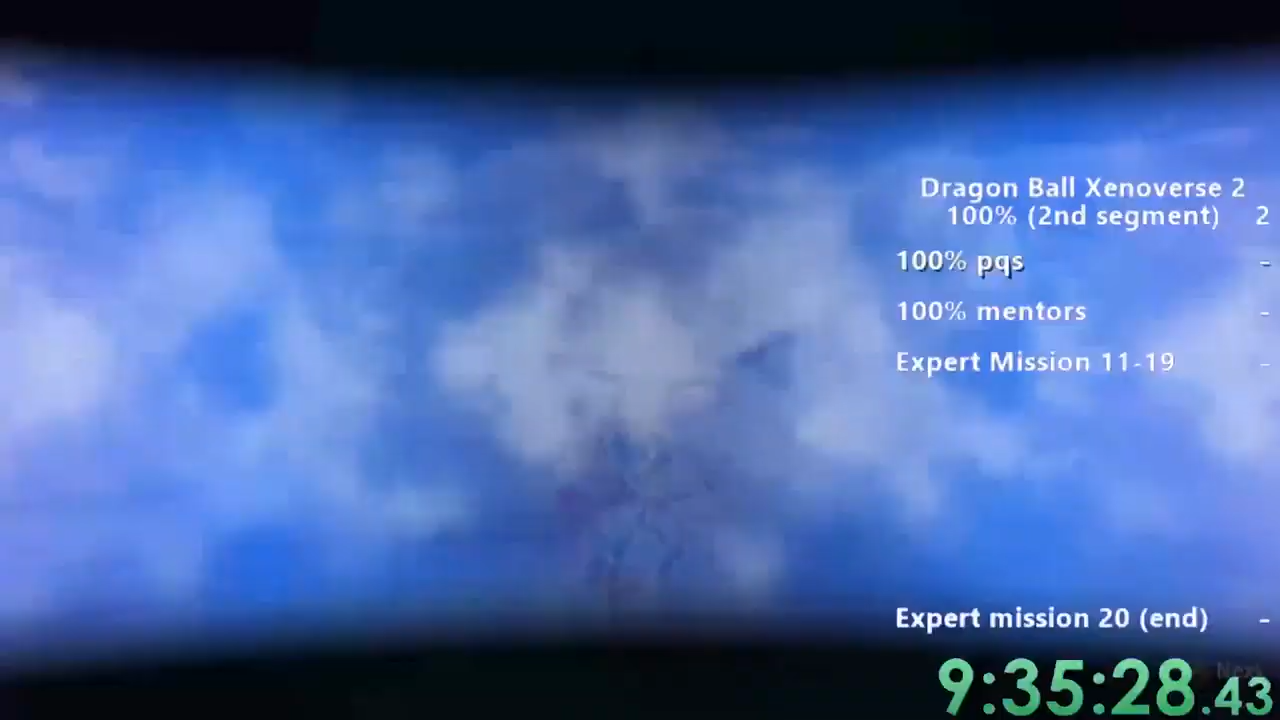 Dragon Ball Xenoverse 2
100% (2nd segment) 2
100% pqs -
100% mentors -
Expert Mission 11-19 -
Expert mission 20 (end) -
Next
9:35:28.43